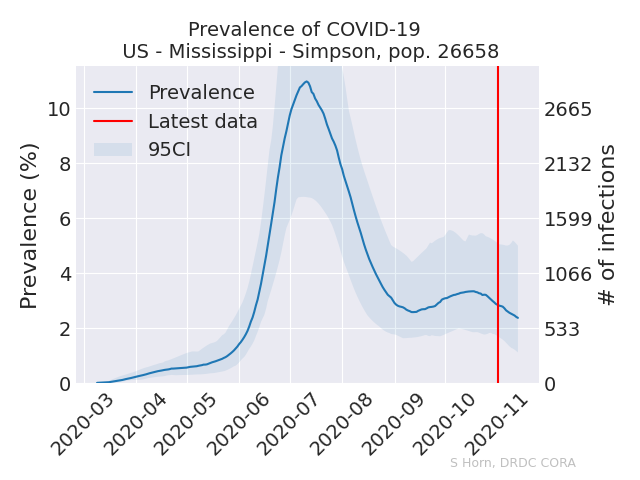 Prevalence of COVID-19
US - Mississippi - Simpson, pop. 26658
Prevalence
Latest data
95CI
Prevalence (%)
10
8
6
4
2
0
2665
2132
1599
1066
533
0
# of infections
2020-03
2020-04
2020-05
2020-06
2020-07
2020-08
2020-09
2020-10
2020-11
S Horn, DRDC CORA